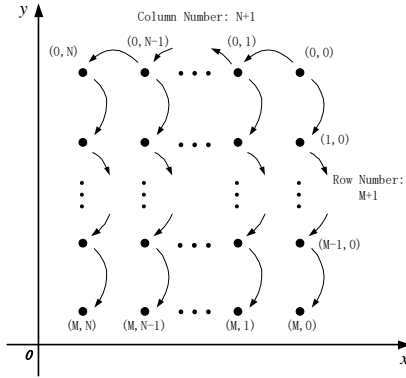 y
Column Number: N+1
(0,N)
(0,N-1)
(0,1)
(0,0)
(1,0)
Row Number:
M+1
(M-1,0)
(M,N)
(M,N-1)
(M,1)
(M,0)
0
x